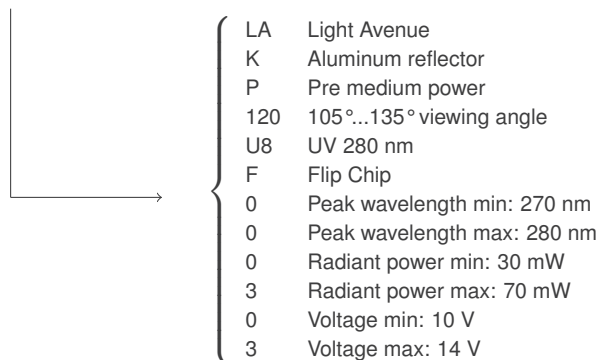 LA Light Avenue
K Aluminum reflector
P Pre medium power
120 105°...135° viewing angle
U8 UV 280 nm
F Flip Chip
0 Peak wavelength min: 270 nm
0 Peak wavelength max: 280 nm
0 Radiant power min: 30 mW
3 Radiant power max: 70 mW
0 Voltage min: 10 V
3 Voltage max: 14 V